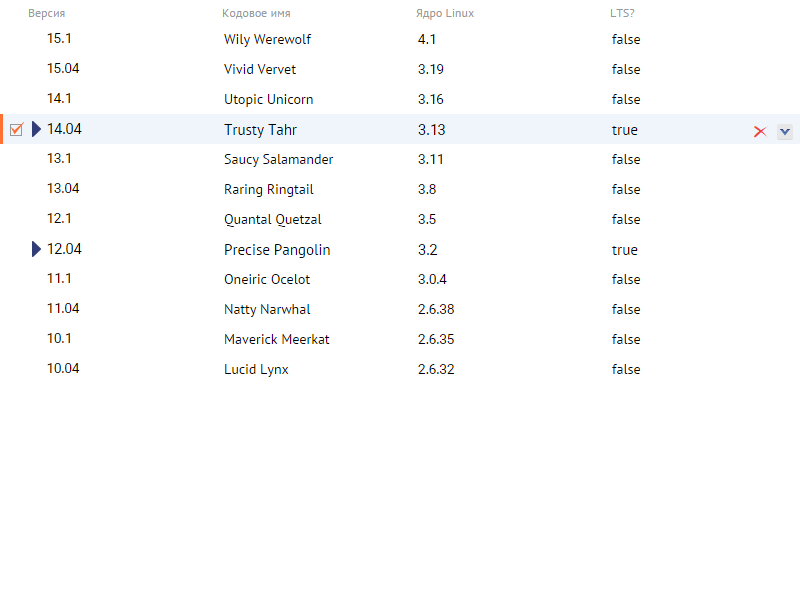 Версия Кодовое имя Ядро Linux LTS?
15.1 Wily Werewolf 4.1 false
15.04 Vivid Vervet 3.19 false
14.1 Utopic Unicorn 3.16 false
14.04 Trusty Tahr 3.13 true
13.1 Saucy Salamander 3.11 false
13.04 Raring Ringtail 3.8 false
12.1 Quantal Quetzal 3.5 false
12.04 Precise Pangolin 3.2 true
11.1 Oneiric Ocelot 3.0.4 false
11.04 Natty Narwhal 2.6.38 false
10.1 Maverick Meerkat 2.6.35 false
10.04 Lucid Lynx 2.6.32 false